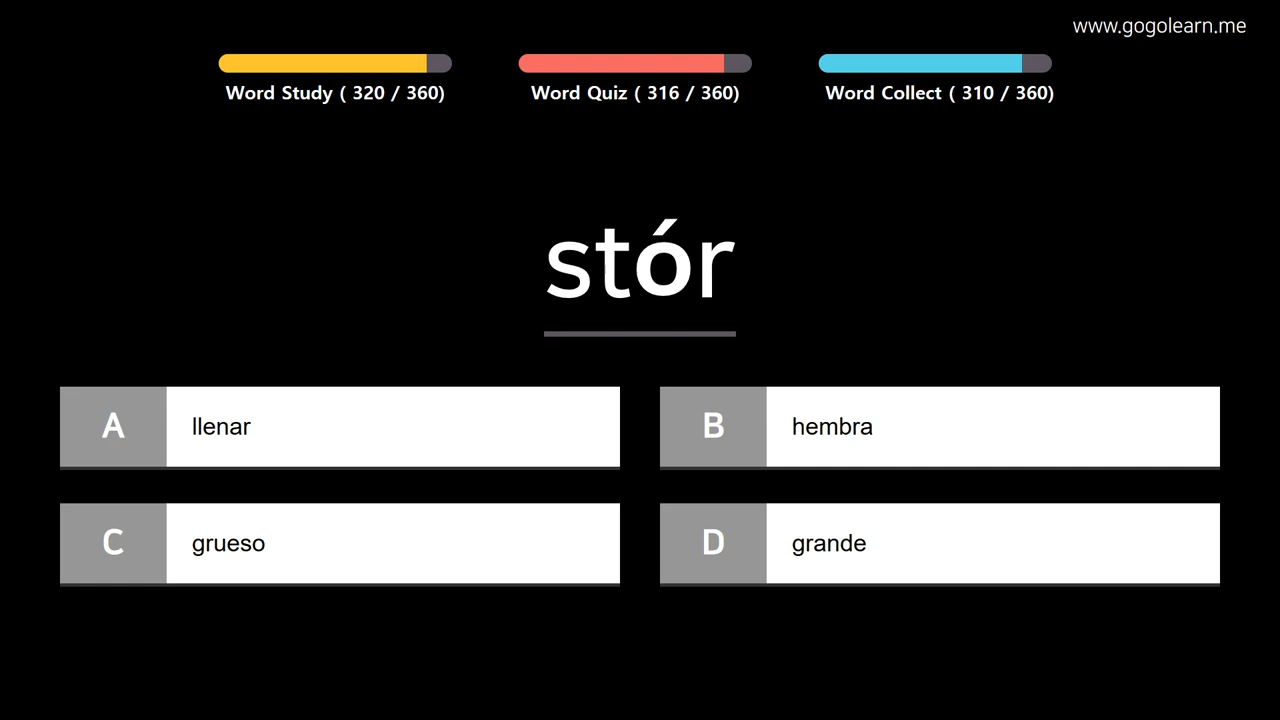 www.gogolearn.me
Word Study ( 320 / 360)
Word Quiz ( 316 / 360)
Word Collect ( 310 / 360)
stór
A llenar
B hembra
C grueso
D grande